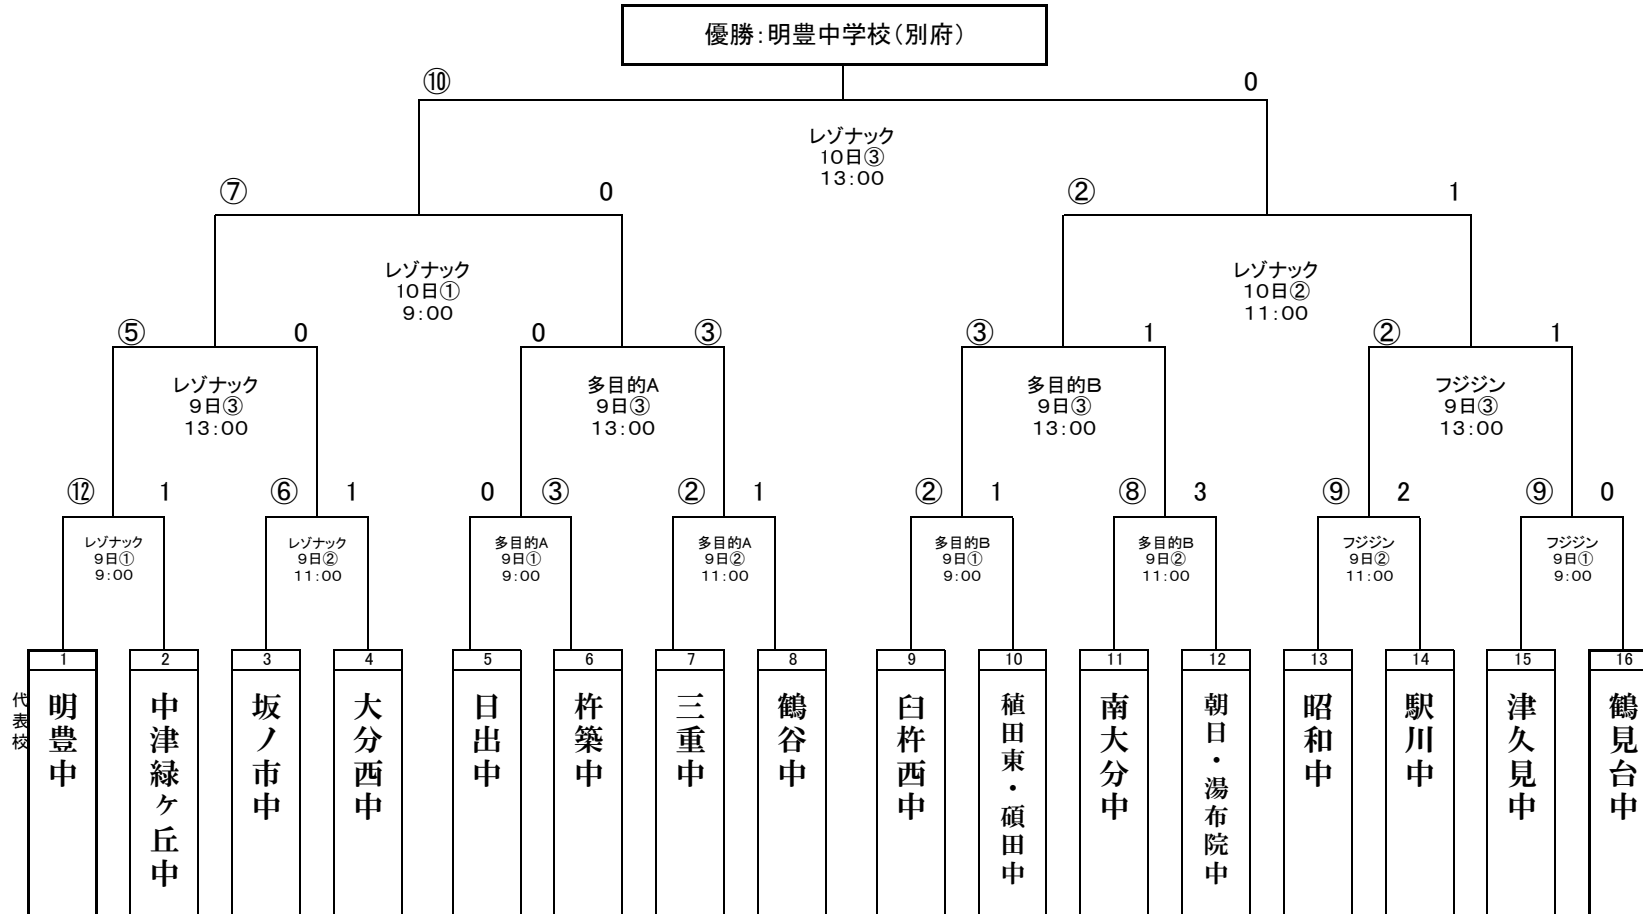 優勝:明豊中学校(別府)
⑩ 0
レゾナック
10日③
13:00
⑦ 0 ② 1
レゾナック
10日①
9:00
レゾナック
10日②
11:00
⑤ 0 0 ③ ③ 1 ② 1
レゾナック
9日③
13:00
多目的A
9日③
13:00
多目的B
9日③
13:00
フジジン
9日③
13:00
⑫ 1 ⑥ 1 0 ③ ② 1 ② 1 ⑧ 3 ⑨ 2 ⑨ 0
レゾナック
9日①
9:00
レゾナック
9日②
11:00
多目的A
9日①
9:00
多目的A
9日②
11:00
多目的B
9日①
9:00
多目的B
9日②
11:00
フジジン
9日②
11:00
フジジン
9日①
9:00
1 2 3 4 5 6 7 8 9 10 11 12 13 14 15 16
代表校
明豊中
中津緑ヶ丘中
坂ノ市中
大分西中
日出中
杵築中
三重中
鶴谷中
臼杵西中
稙田東・碩田中
南大分中
朝日・湯布院中
昭和中
駅川中
津久見中
鶴見台中